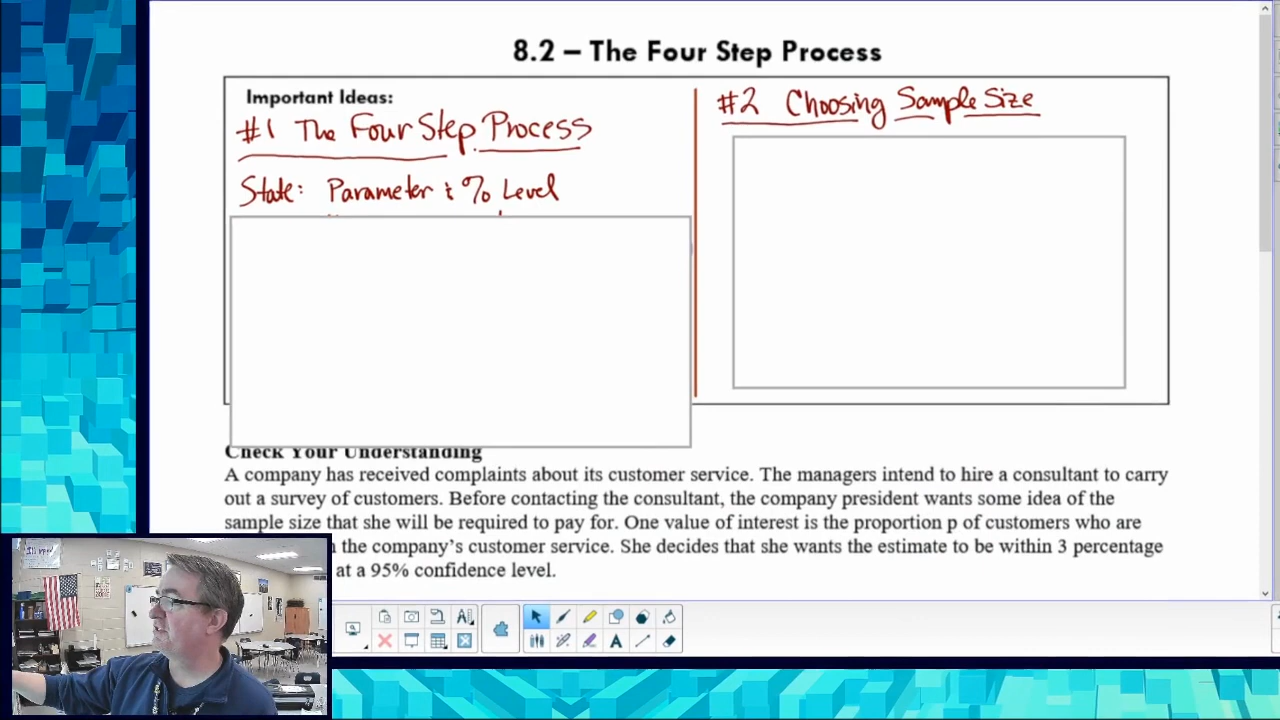 8.2 – The Four Step Process
Important Ideas:
#1 The Four Step Process
State: Parameter & % Level
#2 Choosing Sample Size
Check Your Understanding
A company has received complaints about its customer service. The managers intend to hire a consultant to carry
out a survey of customers. Before contacting the consultant, the company president wants some idea of the
sample size that she will be required to pay for. One value of interest is the proportion p of customers who are
the company's customer service. She decides that she wants the estimate to be within 3 percentage
at a 95% confidence level.